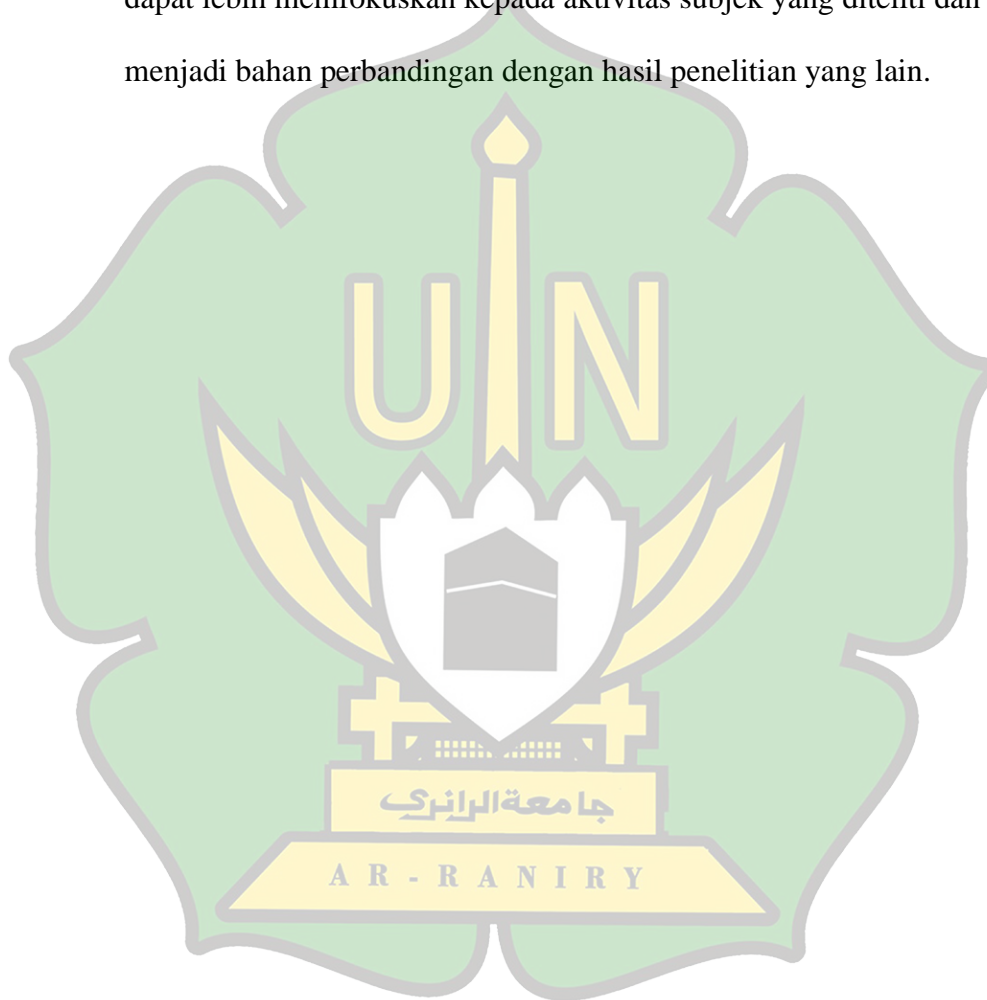 dapat lebih memfokuskan kepada aktivitas subjek yang diteliti dan
menjadi bahan perbandingan dengan hasil penelitian yang lain.
UIN
جامعةالرانري
AR-RANIRY